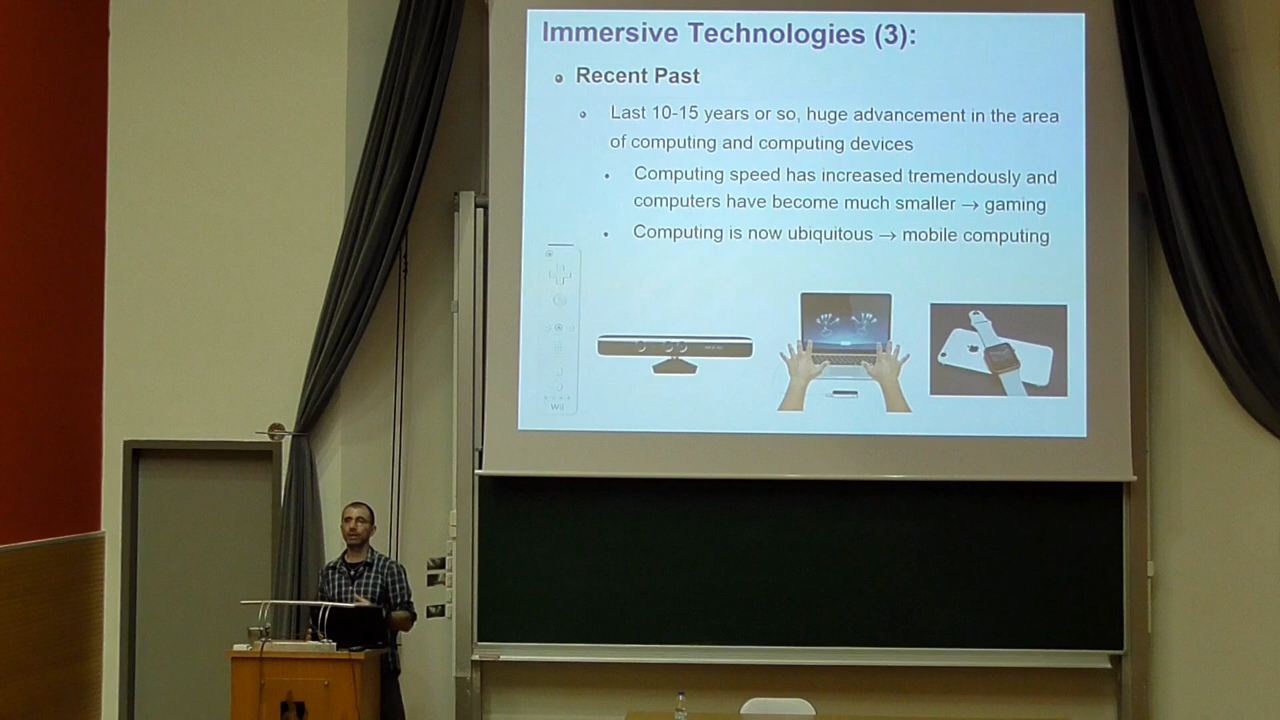 Immersive Technologies (3):
Recent Past
Last 10-15 years or so, huge advancement in the area
of computing and computing devices
Computing speed has increased tremendously and
computers have become much smaller → gaming
Computing is now ubiquitous → mobile computing
Wii